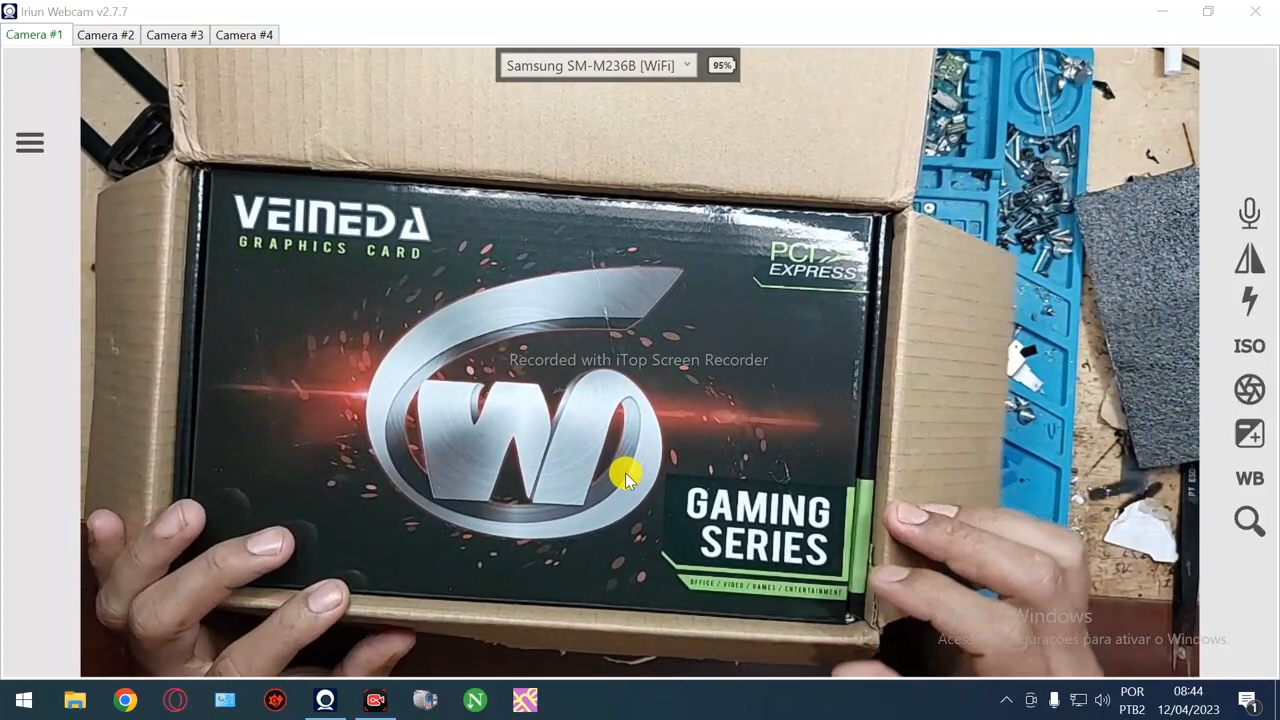 Iriun Webcam v2.7.7
Camera #1
Camera #2
Camera #3
Camera #4
Samsung SM-M236B [WiFi]
95%
VEINEDA
GRAPHICS CARD
PCI
EXPRESS
Recorded with iTop Screen Recorder
W
GAMING
SERIES
OFFICE / VIDEO / GAMES / ENTERTAINMENT
ISO
WB
Windows
configurações para ativar o Windows.
POR
PTB2
08:44
12/04/2023
1